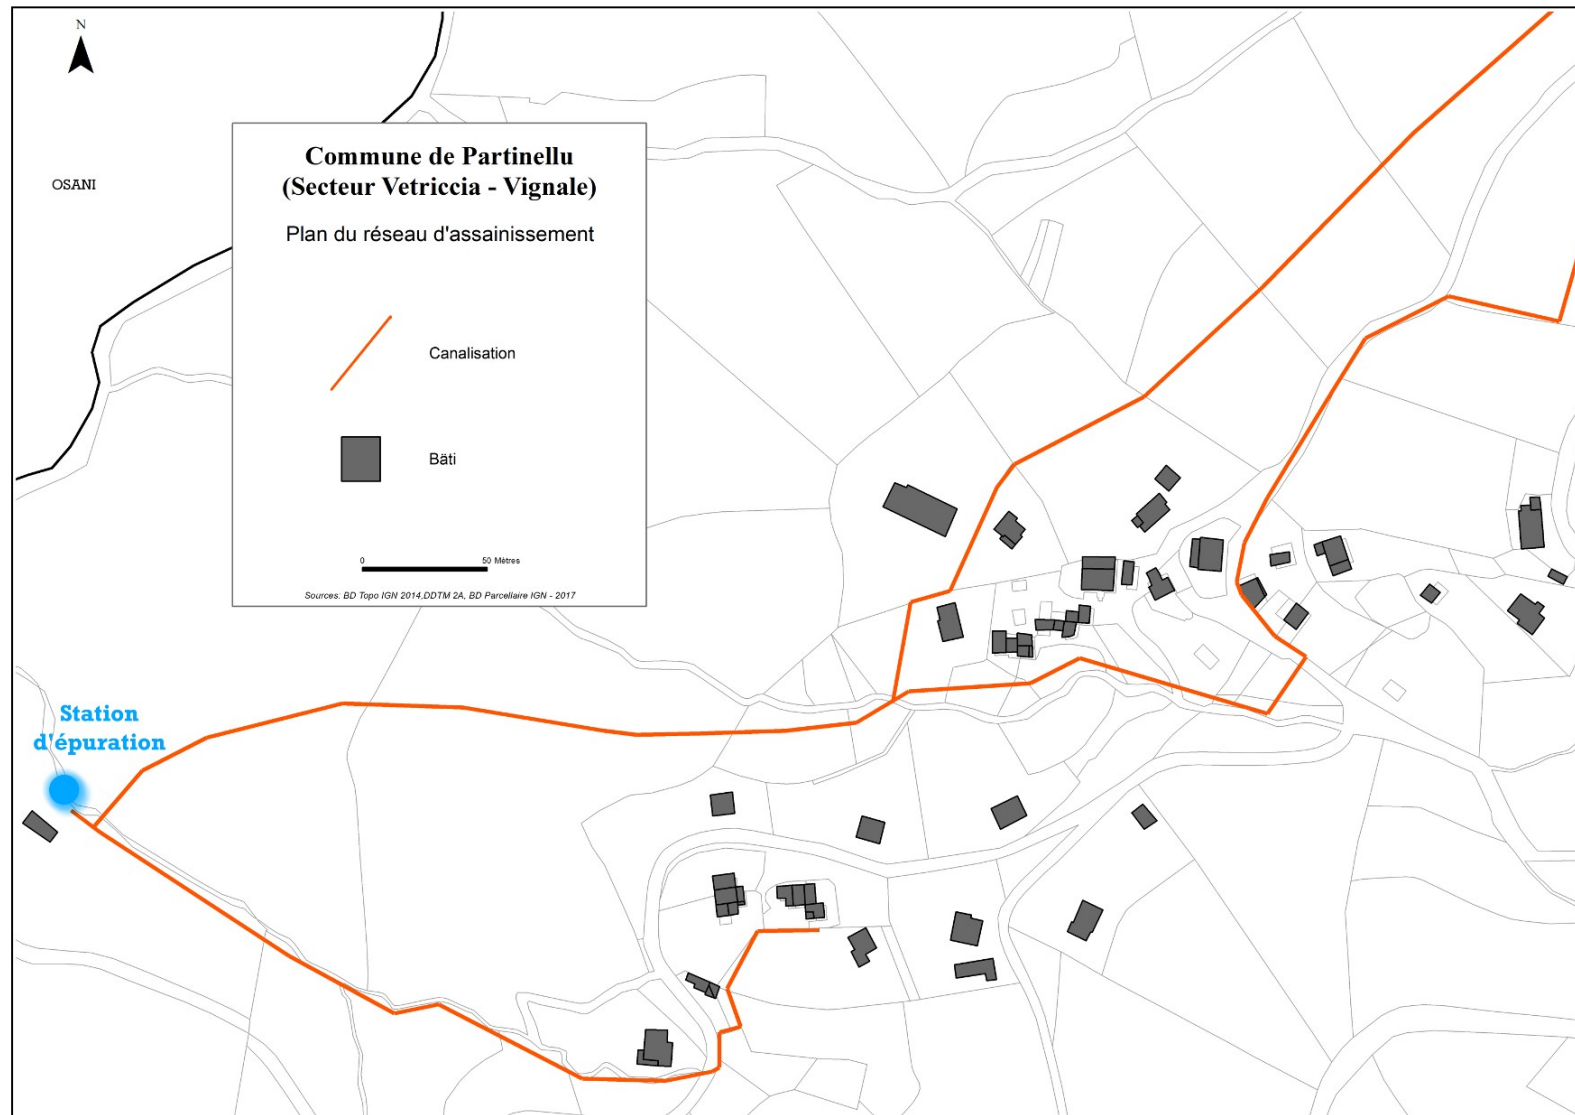 N
OSANI
Commune de Partinellu
(Secteur Vetriccia - Vignale)
Plan du réseau d'assainissement
Canalisation
Bâti
0 50 Mètres
Sources: BD Topo IGN 2014,DDTM 2A, BD Parcellaire IGN - 2017
Station
d'épuration